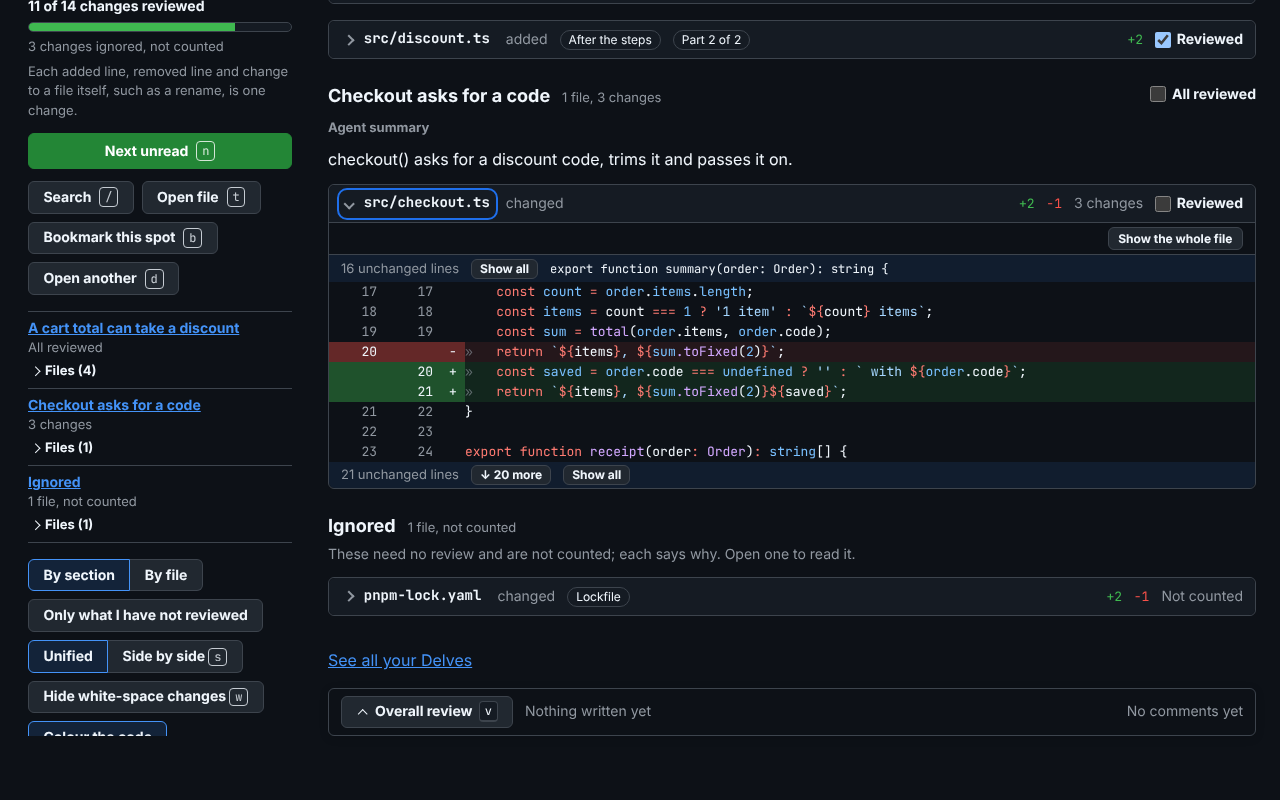 11 of 14 changes reviewed
3 changes ignored, not counted
Each added line, removed line and change
to a file itself, such as a rename, is one
change.
Next unread n
Search / Open file t
Bookmark this spot b
Open another d
A cart total can take a discount
All reviewed
Files (4)
Checkout asks for a code
3 changes
Files (1)
Ignored
1 file, not counted
Files (1)
By section By file
Only what I have not reviewed
Unified Side by side s
Hide white-space changes w
Colour the code
src/discount.ts added After the steps Part 2 of 2 +2 Reviewed
Checkout asks for a code 1 file, 3 changes All reviewed
Agent summary
checkout() asks for a discount code, trims it and passes it on.
src/checkout.ts changed +2 -1 3 changes Reviewed
Show the whole file
16 unchanged lines Show all export function summary(order: Order): string {
17 17 const count = order.items.length;
18 18 const items = count === 1 ? '1 item' : `${count} items`;
19 19 const sum = total(order.items, order.code);
20 - » return `${items}, ${sum.toFixed(2)}`;
20 + » const saved = order.code === undefined ? '' : ` with ${order.code}`;
21 + » return `${items}, ${sum.toFixed(2)}${saved}`;
21 22 }
22 23
23 24 export function receipt(order: Order): string[] {
21 unchanged lines ↓ 20 more Show all
Ignored 1 file, not counted
These need no review and are not counted; each says why. Open one to read it.
pnpm-lock.yaml changed Lockfile +2 -1 Not counted
See all your Delves
Overall review v Nothing written yet No comments yet